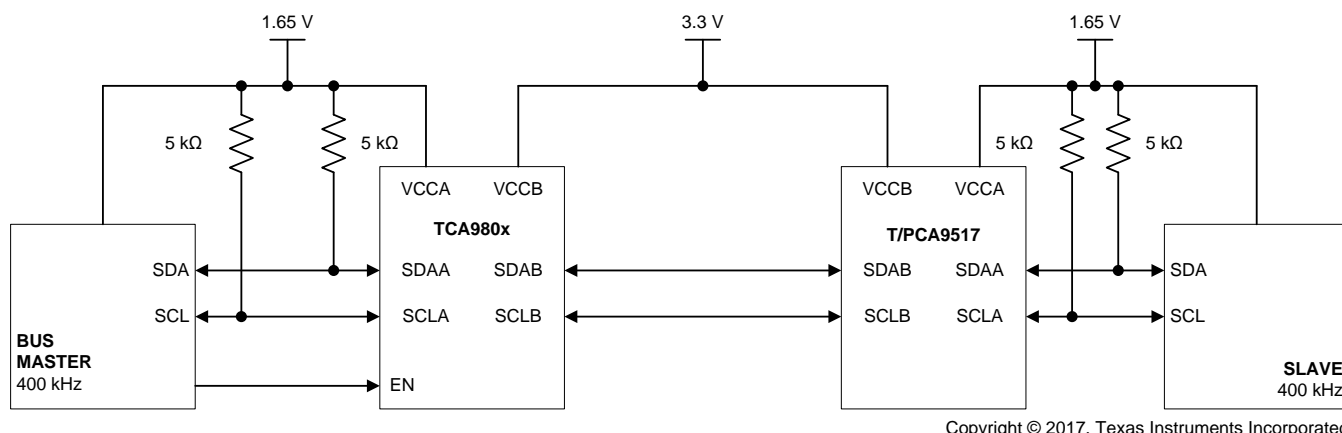 1.65 V
3.3 V
1.65 V
5 kΩ
5 kΩ
5 kΩ
5 kΩ
VCCA
VCCB
VCCB
VCCA
TCA980x
T/PCA9517
SDA
SDAA
SDAB
SDAB
SDAA
SDA
SCL
SCLA
SCLB
SCLB
SCLA
SCL
BUS
MASTER
400 kHz
EN
SLAVE
400 kHz
Copyright © 2017, Texas Instruments Incorporated